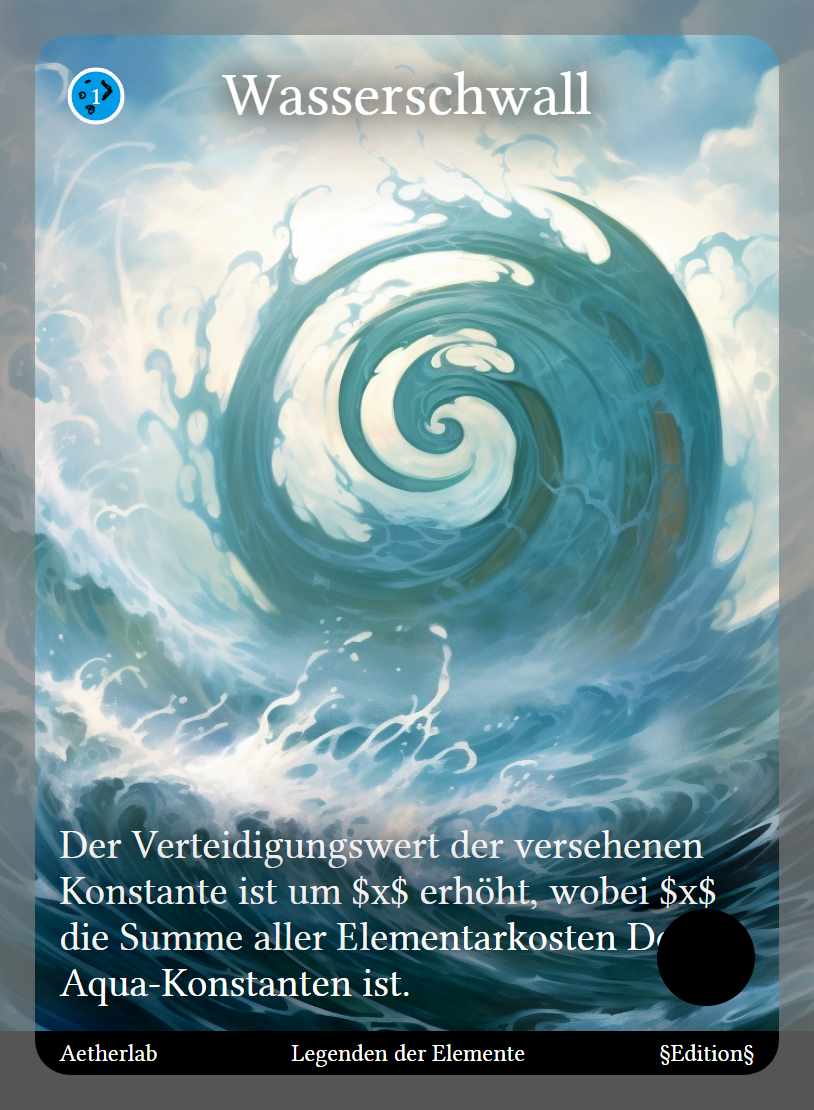 1
Wasserschwall
Der Verteidigungswert der versehenen
Konstante ist um $x$ erhöht, wobei $x$
die Summe aller Elementarkosten
Aqua-Konstanten ist.
Aetherlab
Legenden der Elemente
§Edition§